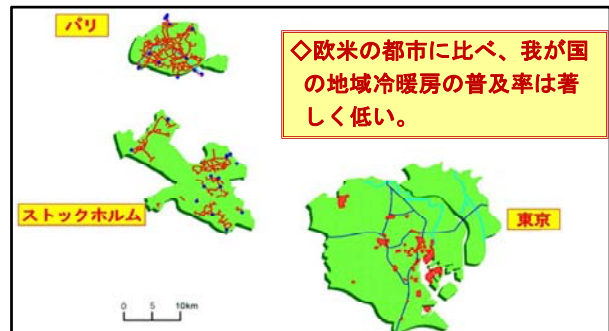 パリ
◇欧米の都市に比べ、我が国
の地域冷暖房の普及率は著
しく低い。
ストックホルム
東京
0 5 10km